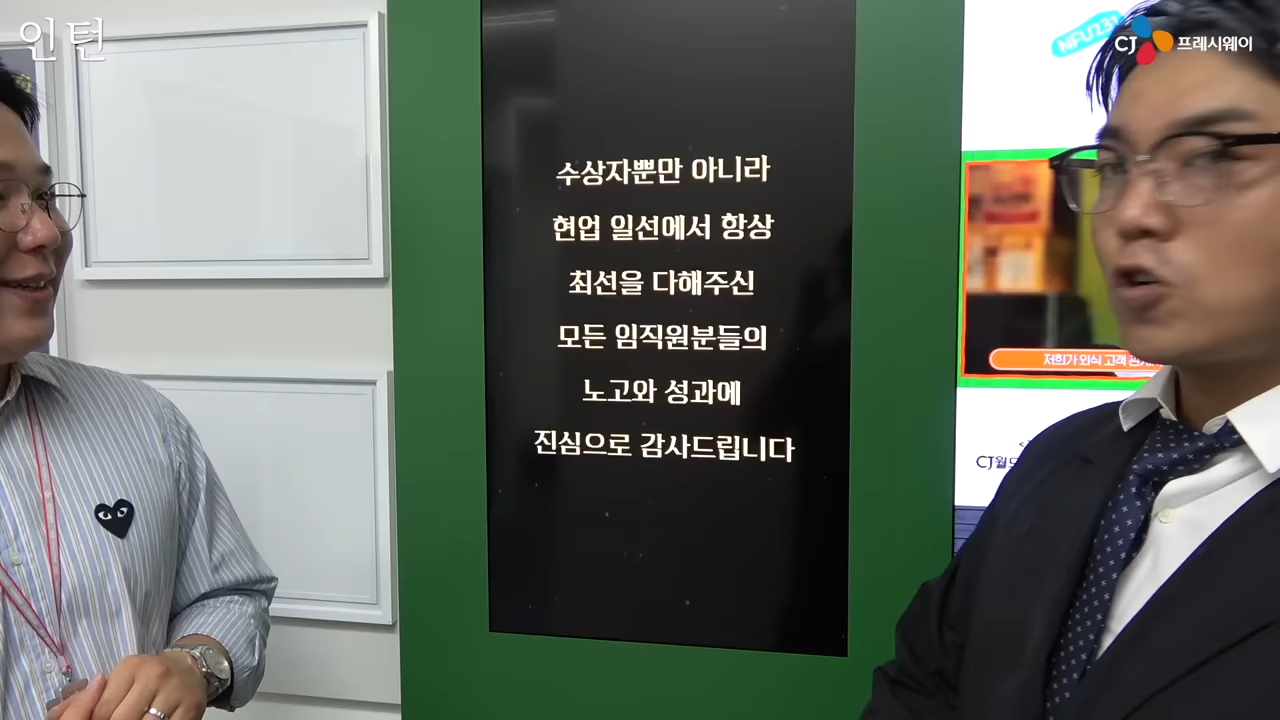 인턴
NFU231
CJ 프레시웨이
수상자뿐만 아니라
현업 일선에서 항상
최선을 다해주신
모든 임직원분들의
노고와 성과에
진심으로 감사드립니다
저희가 외식 고객